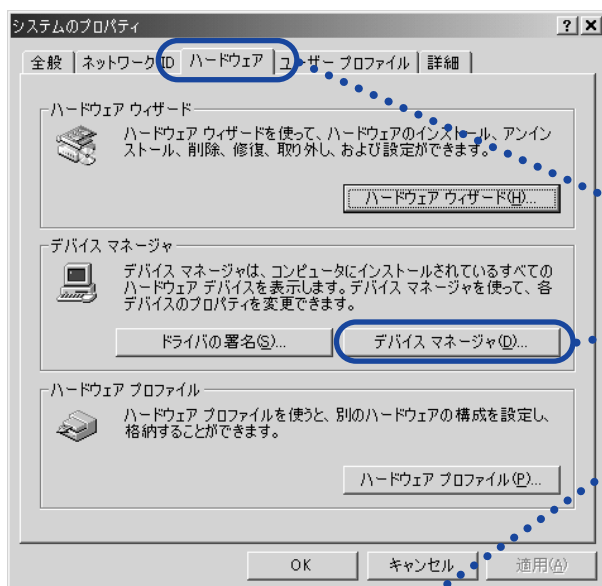 システムのプロパティ
全般 ネットワーク ID ハードウェア ユーザー プロファイル 詳細
ハードウェア ウィザード
ハードウェア ウィザードを使って、ハードウェアのインストール、アンイン
ストール、削除、修復、取り外し、および設定ができます。
ハードウェア ウィザード(H)...
デバイス マネージャ
デバイス マネージャは、コンピュータにインストールされているすべての
ハードウェア デバイスを表示します。デバイス マネージャを使って、各
デバイスのプロパティを変更できます。
ドライバの署名(S)... デバイス マネージャ(D)...
ハードウェア プロファイル
ハードウェア プロファイルを使うと、別のハードウェアの構成を設定し、
格納することができます。
ハードウェア プロファイル(P)...
OK キャンセル 適用(A)